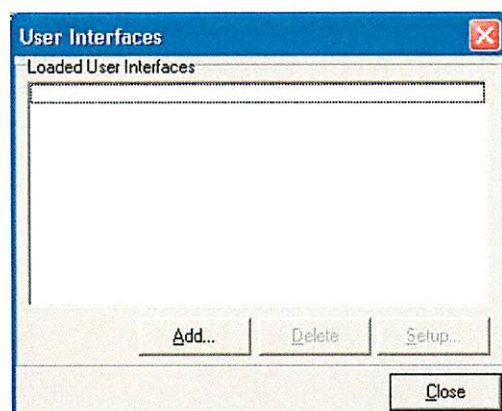 User Interfaces
Loaded User Interfaces
Add... Delete Setup...
Close